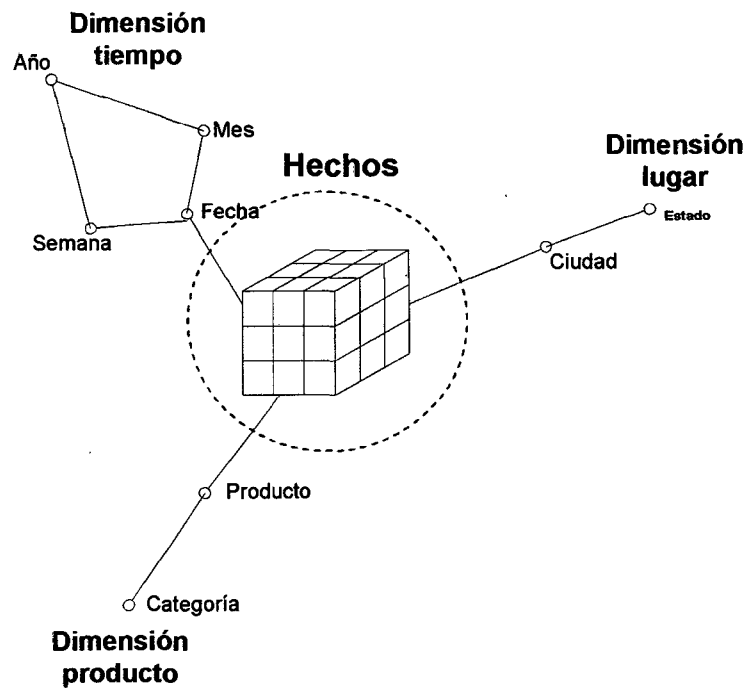 Dimensión
tiempo
Año
Mes
Hechos
Dimensión
lugar
Fecha
Estado
Semana
Ciudad
Producto
Categoría
Dimensión
producto